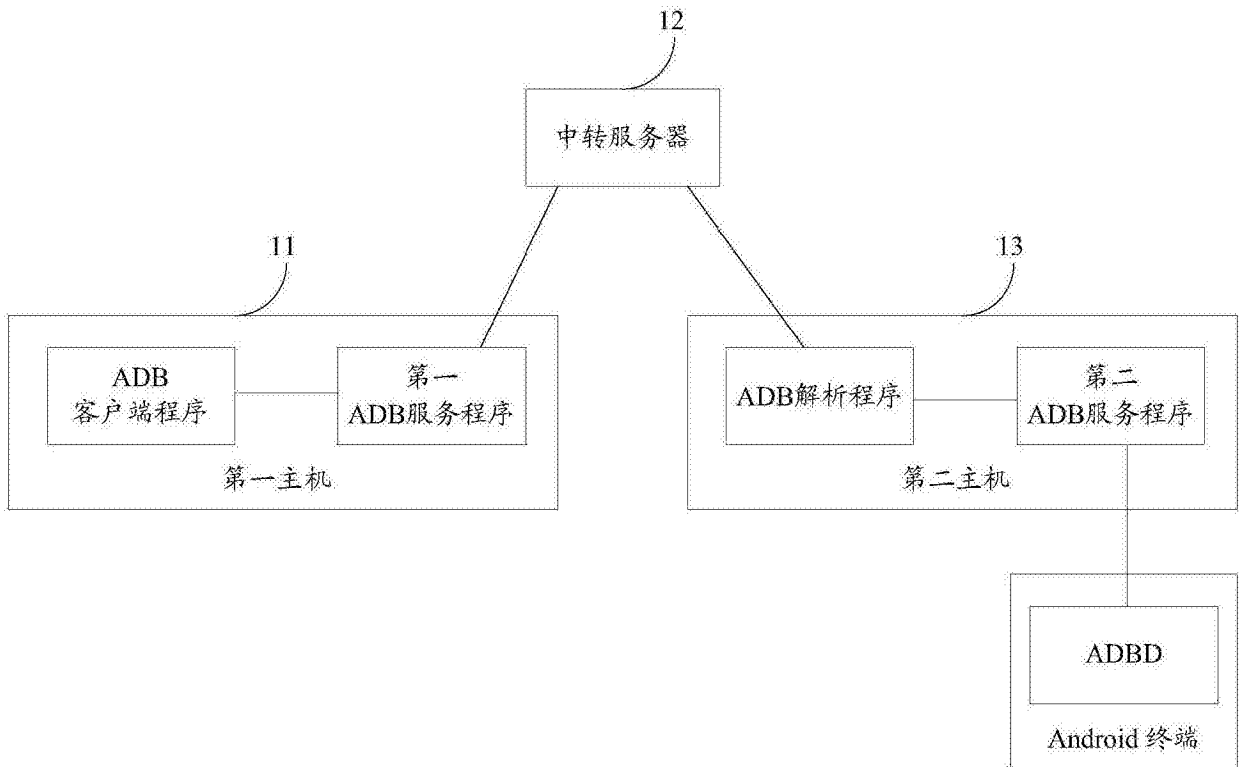 12
中转服务器
11
13
ADB
客户端程序
第一
ADB服务程序
第一主机
ADB解析程序
第二
ADB服务程序
第二主机
ADBD
Android 终端